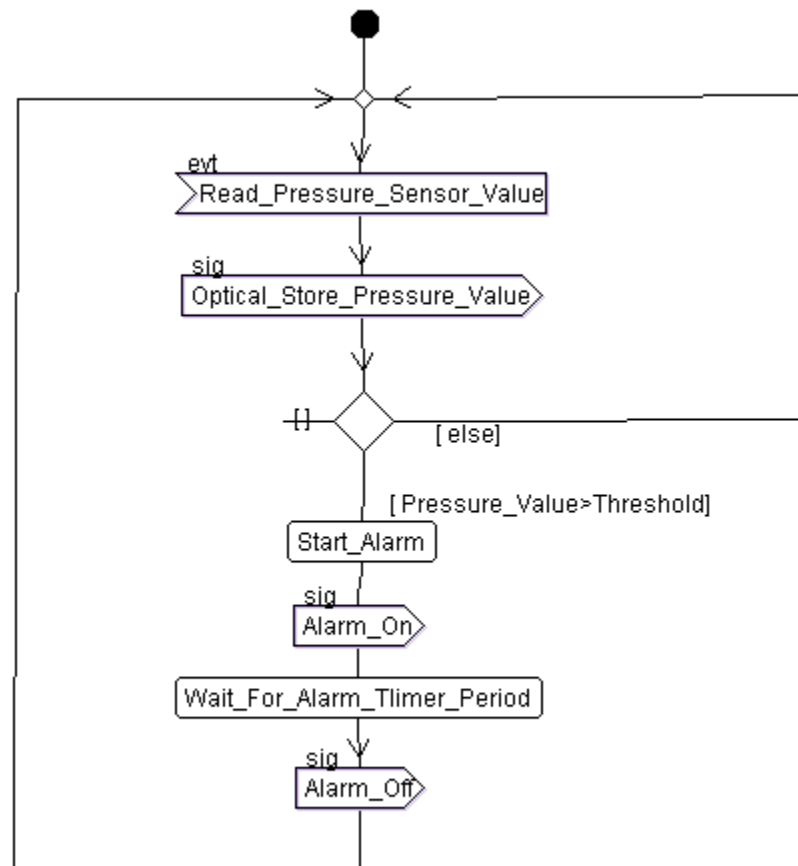 evt
Read_Pressure_Sensor_Value
sig
Optical_Store_Pressure_Value
[ ]
[ else]
[ Pressure_Value>Threshold]
Start_Alarm
sig
Alarm_On
Wait_For_Alarm_Tlimer_Period
sig
Alarm_Off